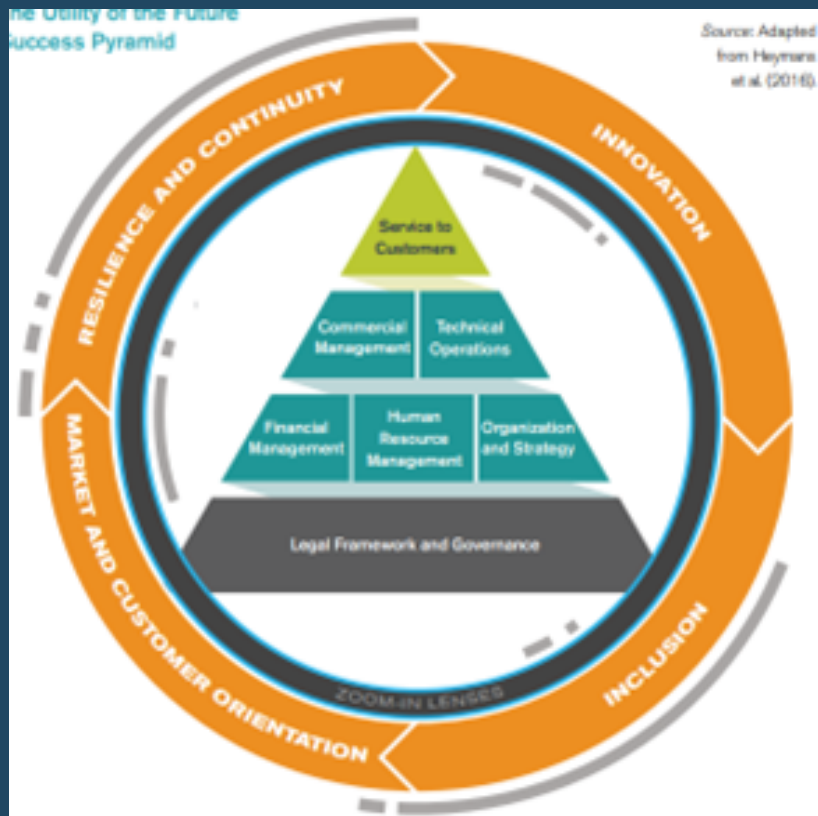 he Utility of the Future
Success Pyramid
Source: Adapted
from Heymans
et al. (2016).
RESILIENCE AND CONTINUITY
INNOVATION
Service to
Customers
Commercial
Management
Technical
Operations
Financial
Management
Human
Resource
Management
Organization
and Strategy
Legal Framework and Governance
MARKET AND CUSTOMER ORIENTATION
INCLUSION
ZOOM-IN LENSES